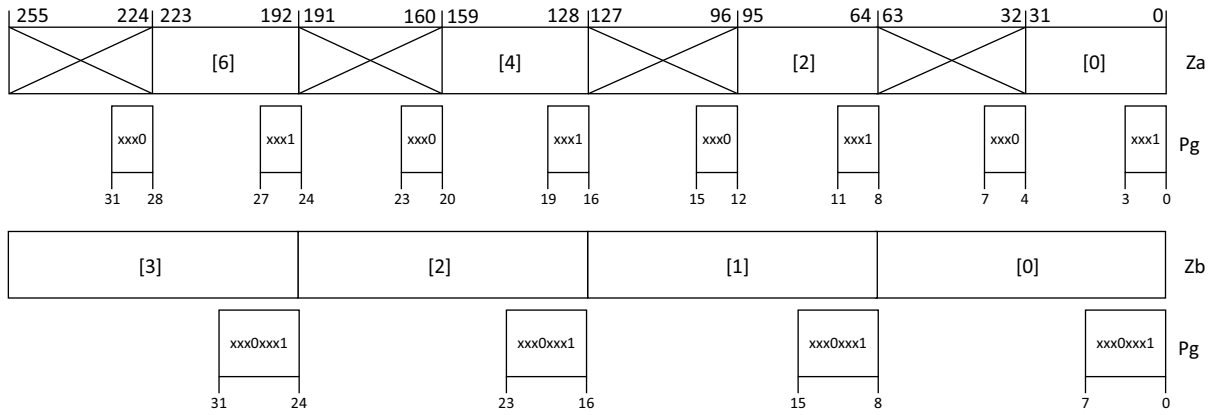 255 224 223 192 191 160 159 128 127 96 95 64 63 32 31 0
[6] [4] [2] [0] Za
xxx0 xxx1 xxx0 xxx1 xxx0 xxx1 xxx0 xxx1 Pg
31 28 27 24 23 20 19 16 15 12 11 8 7 4 3 0
[3] [2] [1] [0] Zb
xxx0xxx1 xxx0xxx1 xxx0xxx1 xxx0xxx1 Pg
31 24 23 16 15 8 7 0